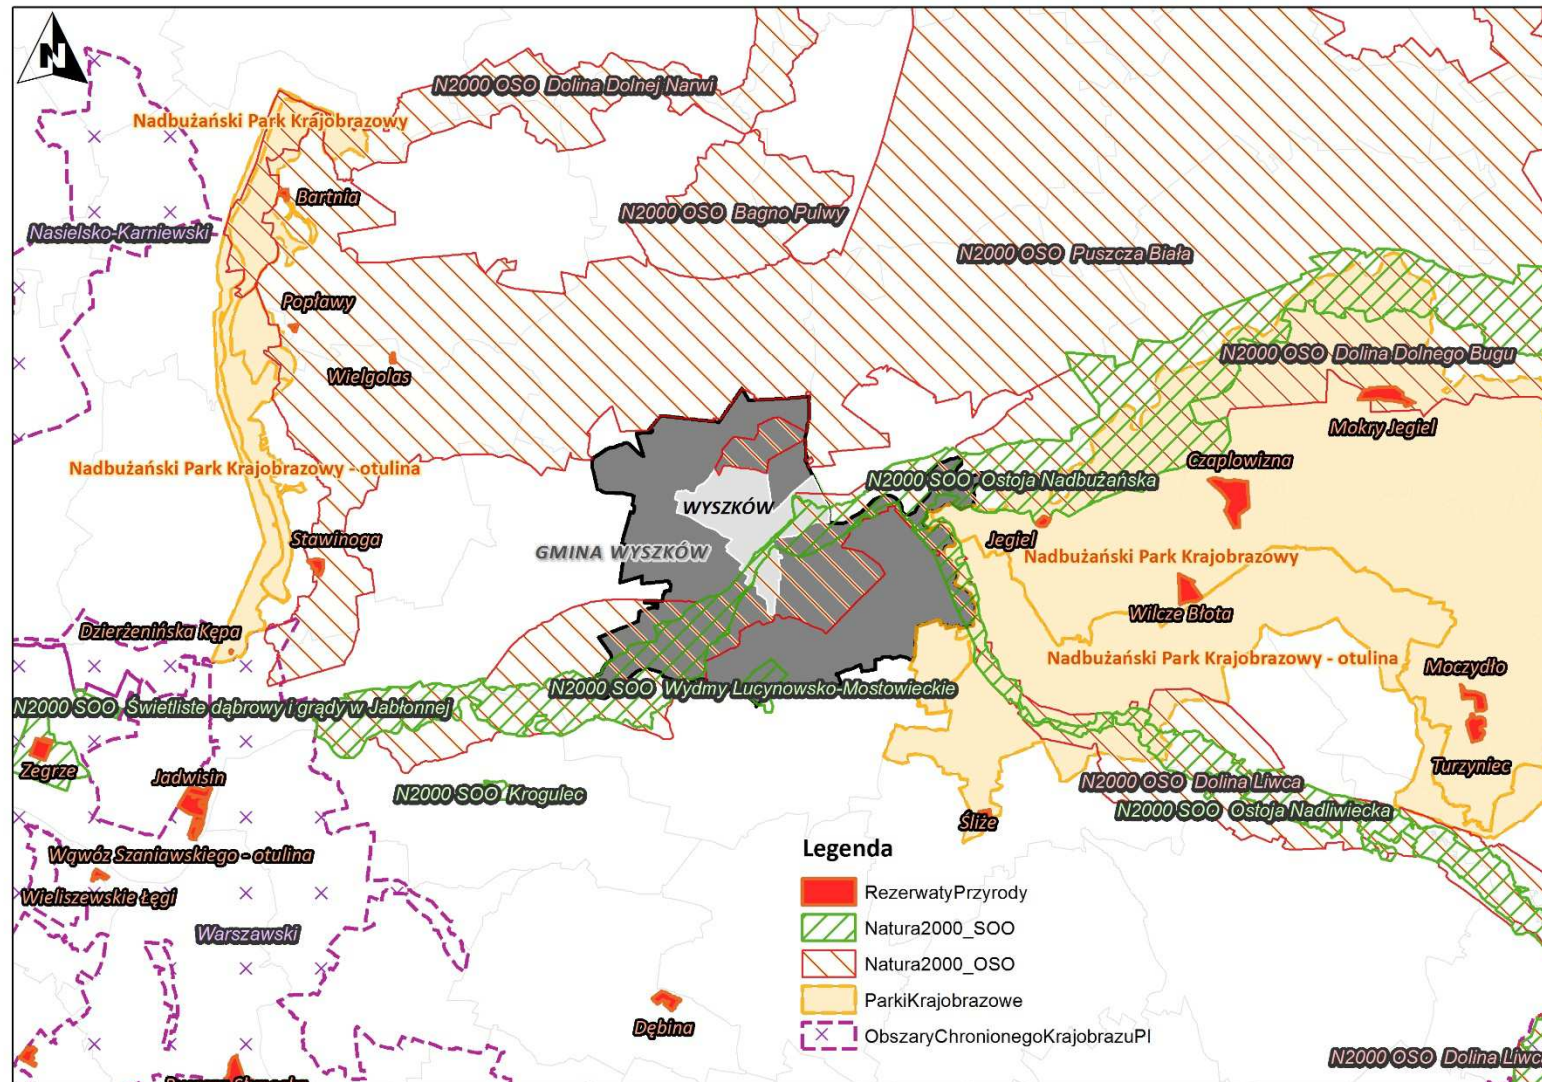 N
N2000 OSO Dolina Dolnej Narwi
Nadbużański Park Krajobrazowy
Bartnia
N2000 OSO Bagno Pulwy
Nasielsko-Karniewski
N2000 OSO Puszcza Biała
Popławy
N2000 OSO Dolina Dolnego Bugu
Wielgolas
Mokry Jegiel
Nadbużański Park Krajobrazowy - otulina
Czaplowizna
N2000 SOO Ostoja Nadbużańska
WYSZKÓW
Stawinoga
Jegiel
GMINA WYSZKÓW
Nadbużański Park Krajobrazowy
Wilcze Błota
Dzierżenińska Kępa
Nadbużański Park Krajobrazowy - otulina
Moczydło
N2000 SOO Wydmy Lucynowsko-Mostowieckie
N2000 SOO Świetliste dąbrowy i grądy w Jabłonnej
Zegrze
Jadwisin
Turzyniec
N2000 OSO Dolina Liwca
N2000 SOO Krogulec
N2000 SOO Ostoja Nadliwiecka
Śliże
Wąwóz Szaniawskiego - otulina
Wieliszewskie Łęgi
Warszawski
Dębina
Legenda
RezerwatyPrzyrody
Natura2000_SOO
Natura2000_OSO
ParkiKrajobrazowe
ObszaryChronionegoKrajobrazuPl
N2000 OSO Dolina Liwca